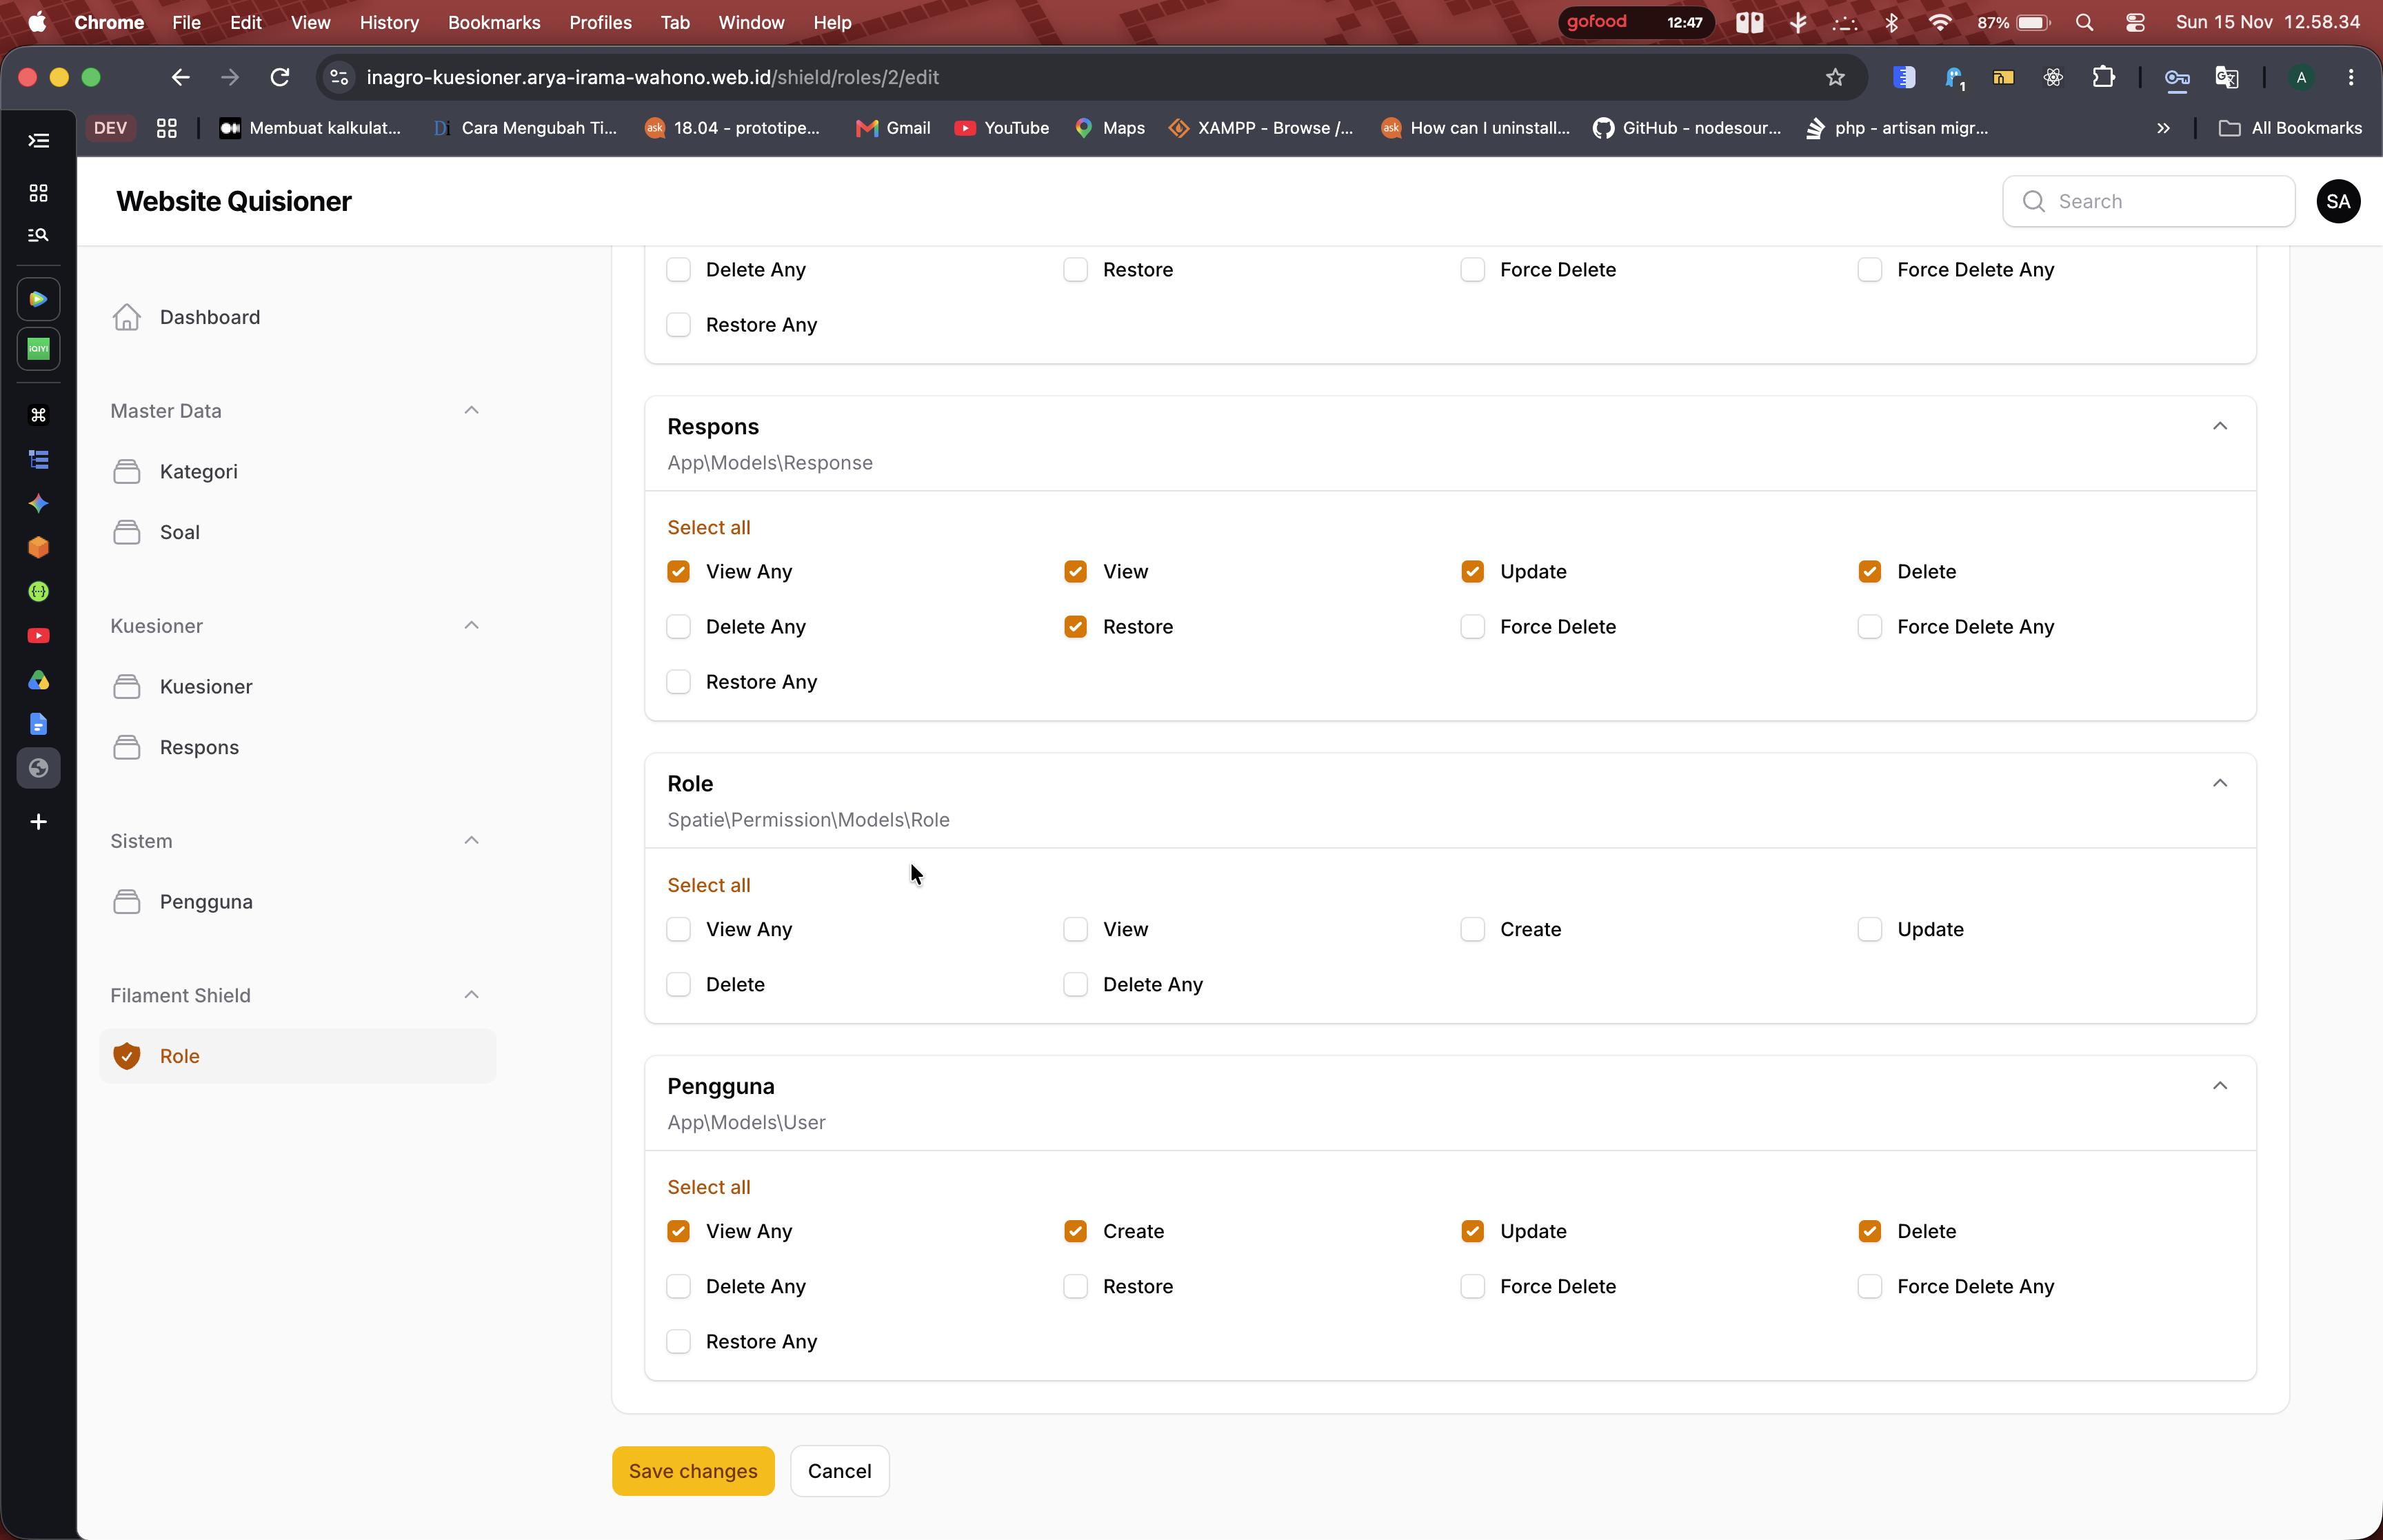 Chrome File Edit View History Bookmarks Profiles Tab Window Help gofood 12:47 87% Sun 15 Nov 12.58.34
inagro-kuesioner.arya-irama-wahono.web.id/shield/roles/2/edit 1 A
DEV Membuat kalkulat... Di Cara Mengubah Ti... ask 18.04 - prototipe... Gmail YouTube Maps XAMPP - Browse /... ask How can I uninstall... GitHub - nodesour... php - artisan migr... » All Bookmarks
Website Quisioner
Search
SA
iQIYI
Dashboard
Master Data
Kategori
Soal
Kuesioner
Kuesioner
Respons
Sistem
Pengguna
Filament Shield
Role
Delete Any Restore Force Delete Force Delete Any
Restore Any
Respons
App\Models\Response
Select all
View Any View Update Delete
Delete Any Restore Force Delete Force Delete Any
Restore Any
Role
Spatie\Permission\Models\Role
Select all
View Any View Create Update
Delete Delete Any
Pengguna
App\Models\User
Select all
View Any Create Update Delete
Delete Any Restore Force Delete Force Delete Any
Restore Any
Save changes Cancel